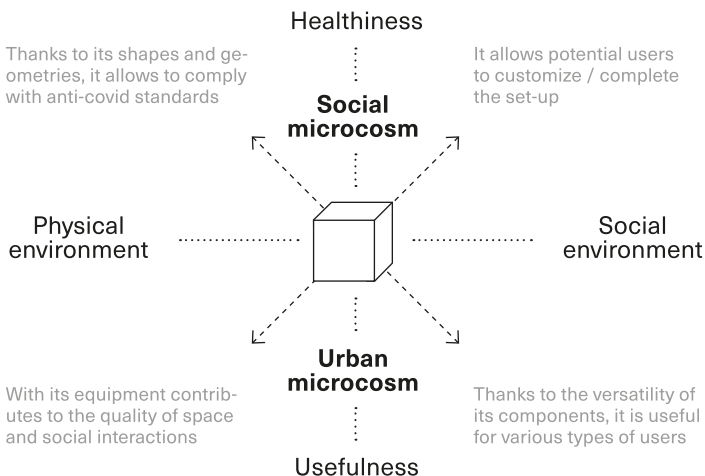 Healthiness
Thanks to its shapes and ge-
ometries, it allows to comply
with anti-covid standards
It allows potential users
to customize / complete
the set-up
Social
microcosm
Physical
environment
Social
environment
Urban
microcosm
With its equipment contrib-
utes to the quality of space
and social interactions
Thanks to the versatility of
its components, it is useful
for various types of users
Usefulness